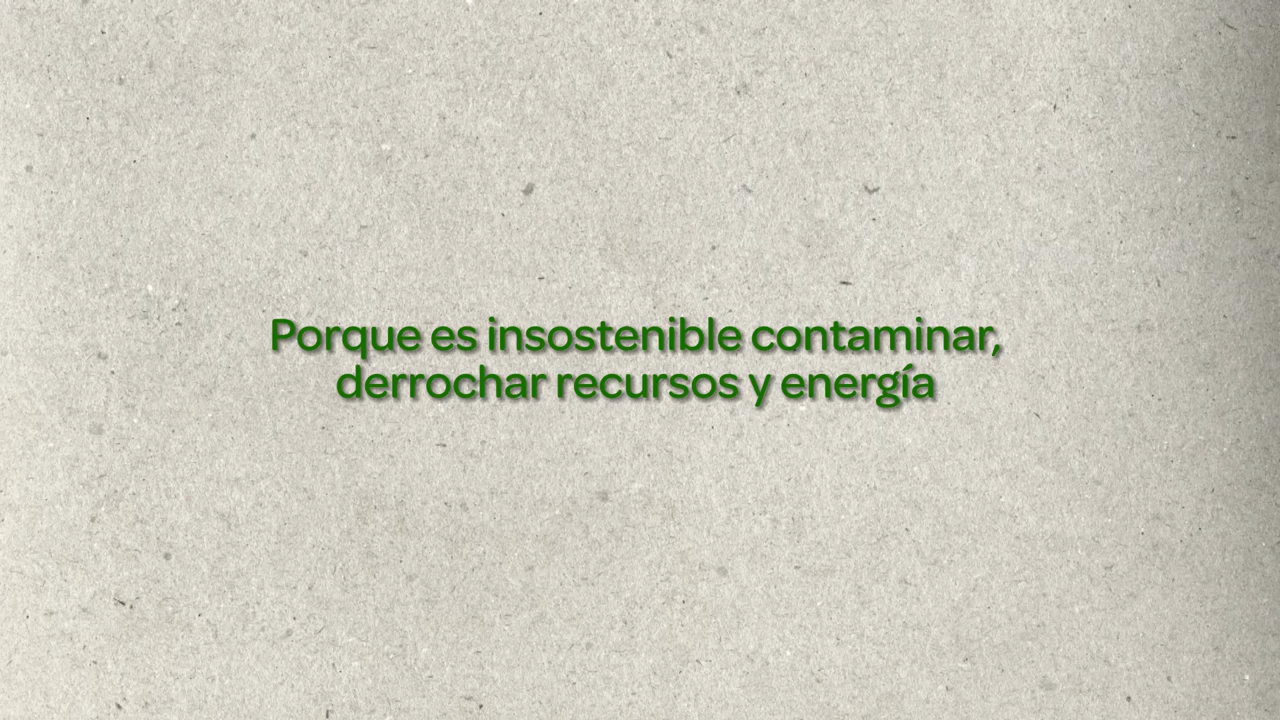 Porque es insostenible contaminar,
derrochar recursos y energía